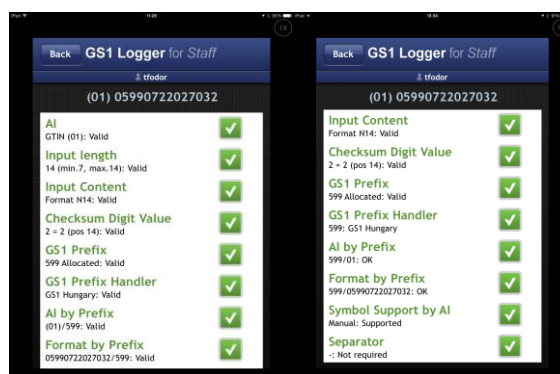 iPad
11:28
95%
1X
Back
GS1 Logger for Staff
tfodor
(01) 05990722027032
AI
GTIN (01): Valid
Input length
14 (min.7, max.14): Valid
Input Content
Format N14: Valid
Checksum Digit Value
2 = 2 (pos 14): Valid
GS1 Prefix
599 Allocated: Valid
GS1 Prefix Handler
GS1 Hungary: Valid
AI by Prefix
(01)/599: Valid
Format by Prefix
05990722027032/599: Valid
iPad
Back
GS1 Logger for Staff
tfodor
(01) 05990722027032
Input Content
Format N14: Valid
Checksum Digit Value
2 = 2 (pos 14): Valid
GS1 Prefix
599 Allocated: Valid
GS1 Prefix Handler
599: GS1 Hungary
AI by Prefix
599/01: OK
Format by Prefix
599/05990722027032: OK
Symbol Support by AI
Manual: Supported
Separator
-: Not required